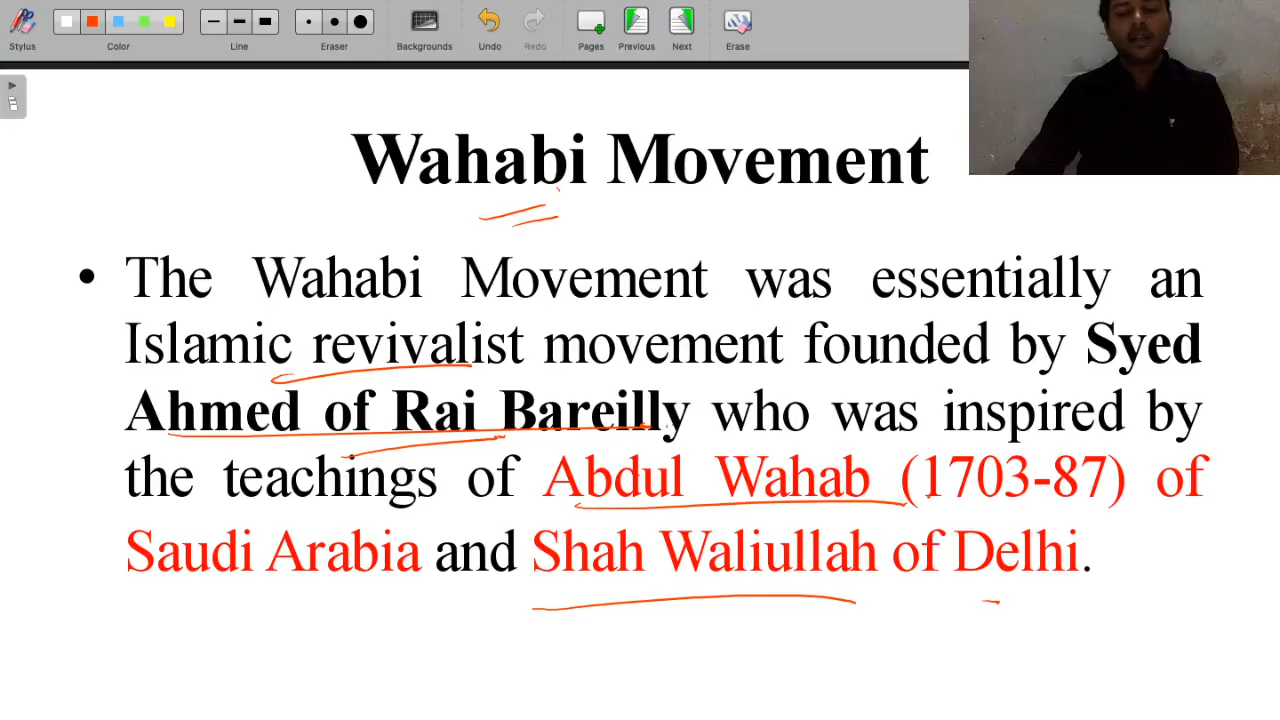 Stylus
Color
Line
Eraser
Backgrounds
Undo
Redo
Pages
Previous
Next
Erase
Wahabi Movement
• The Wahabi Movement was essentially an
Islamic revivalist movement founded by Syed
Ahmed of Rai Bareilly who was inspired by
the teachings of Abdul Wahab (1703-87) of
Saudi Arabia and Shah Waliullah of Delhi.